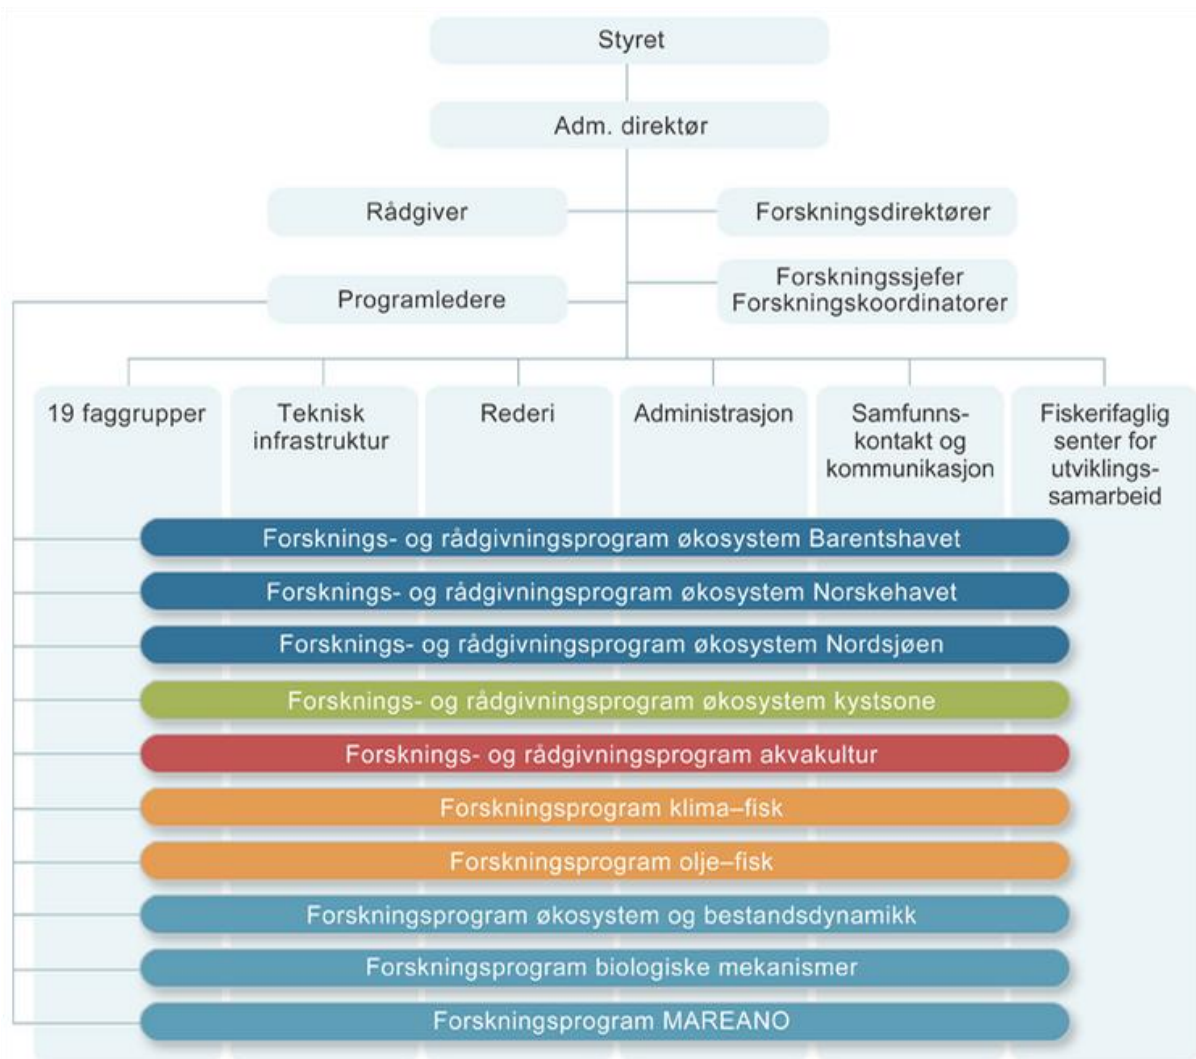 Styret
Adm. direktør
Rådgiver
Forskningsdirektører
Programledere
Forskningssjefer
Forskningskoordinatorer
19 faggrupper
Teknisk
infrastruktur
Rederi
Administrasjon
Samfunns-
kontakt og
kommunikasjon
Fiskerifaglig
senter for
utviklings-
samarbeid
Forsknings- og rådgivningsprogram økosystem Barentshavet
Forsknings- og rådgivningsprogram økosystem Norskehavet
Forsknings- og rådgivningsprogram økosystem Nordsjøen
Forsknings- og rådgivningsprogram økosystem kystsone
Forsknings- og rådgivningsprogram akvakultur
Forskningsprogram klima–fisk
Forskningsprogram olje–fisk
Forskningsprogram økosystem og bestandsdynamikk
Forskningsprogram biologiske mekanismer
Forskningsprogram MAREANO